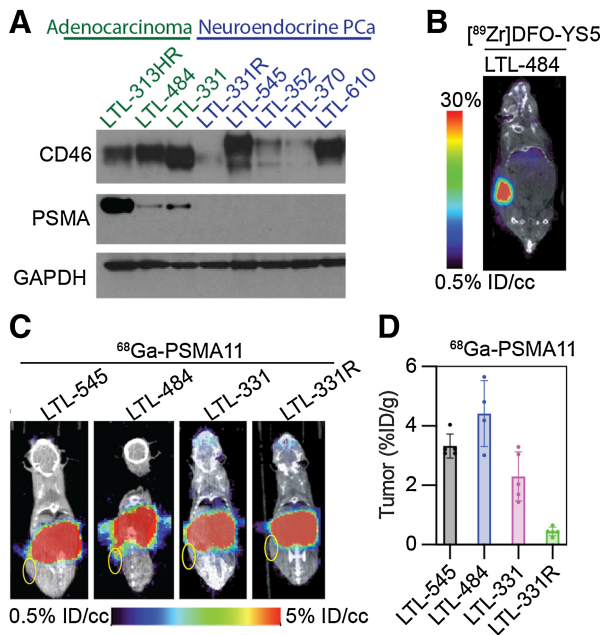 A
Adenocarcinoma Neuroendocrine PCa
LTL-313HR
LTL-484
LTL-331
LTL-331R
LTL-545
LTL-352
LTL-370
LTL-610
CD46
PSMA
GAPDH
B
[⁸⁹Zr]DFO-YS5
LTL-484
30%
0.5% ID/cc
C
⁶⁸Ga-PSMA11
LTL-545
LTL-484
LTL-331
LTL-331R
0.5% ID/cc 5% ID/cc
D
⁶⁸Ga-PSMA11
Tumor (%ID/g)
6
4
2
0
LTL-545
LTL-484
LTL-331
LTL-331R